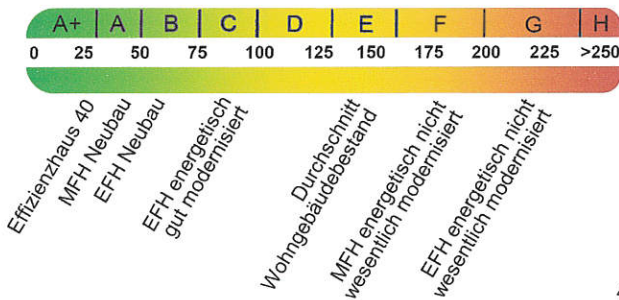 A+ A B C D E F G H
0 25 50 75 100 125 150 175 200 225 >250
Effizienzhaus 40
MFH Neubau
EFH Neubau
EFH energetisch
gut modernisiert
Durchschnitt
Wohngebäudebestand
MFH energetisch nicht
wesentlich modernisiert
EFH energetisch nicht
wesentlich modernisiert